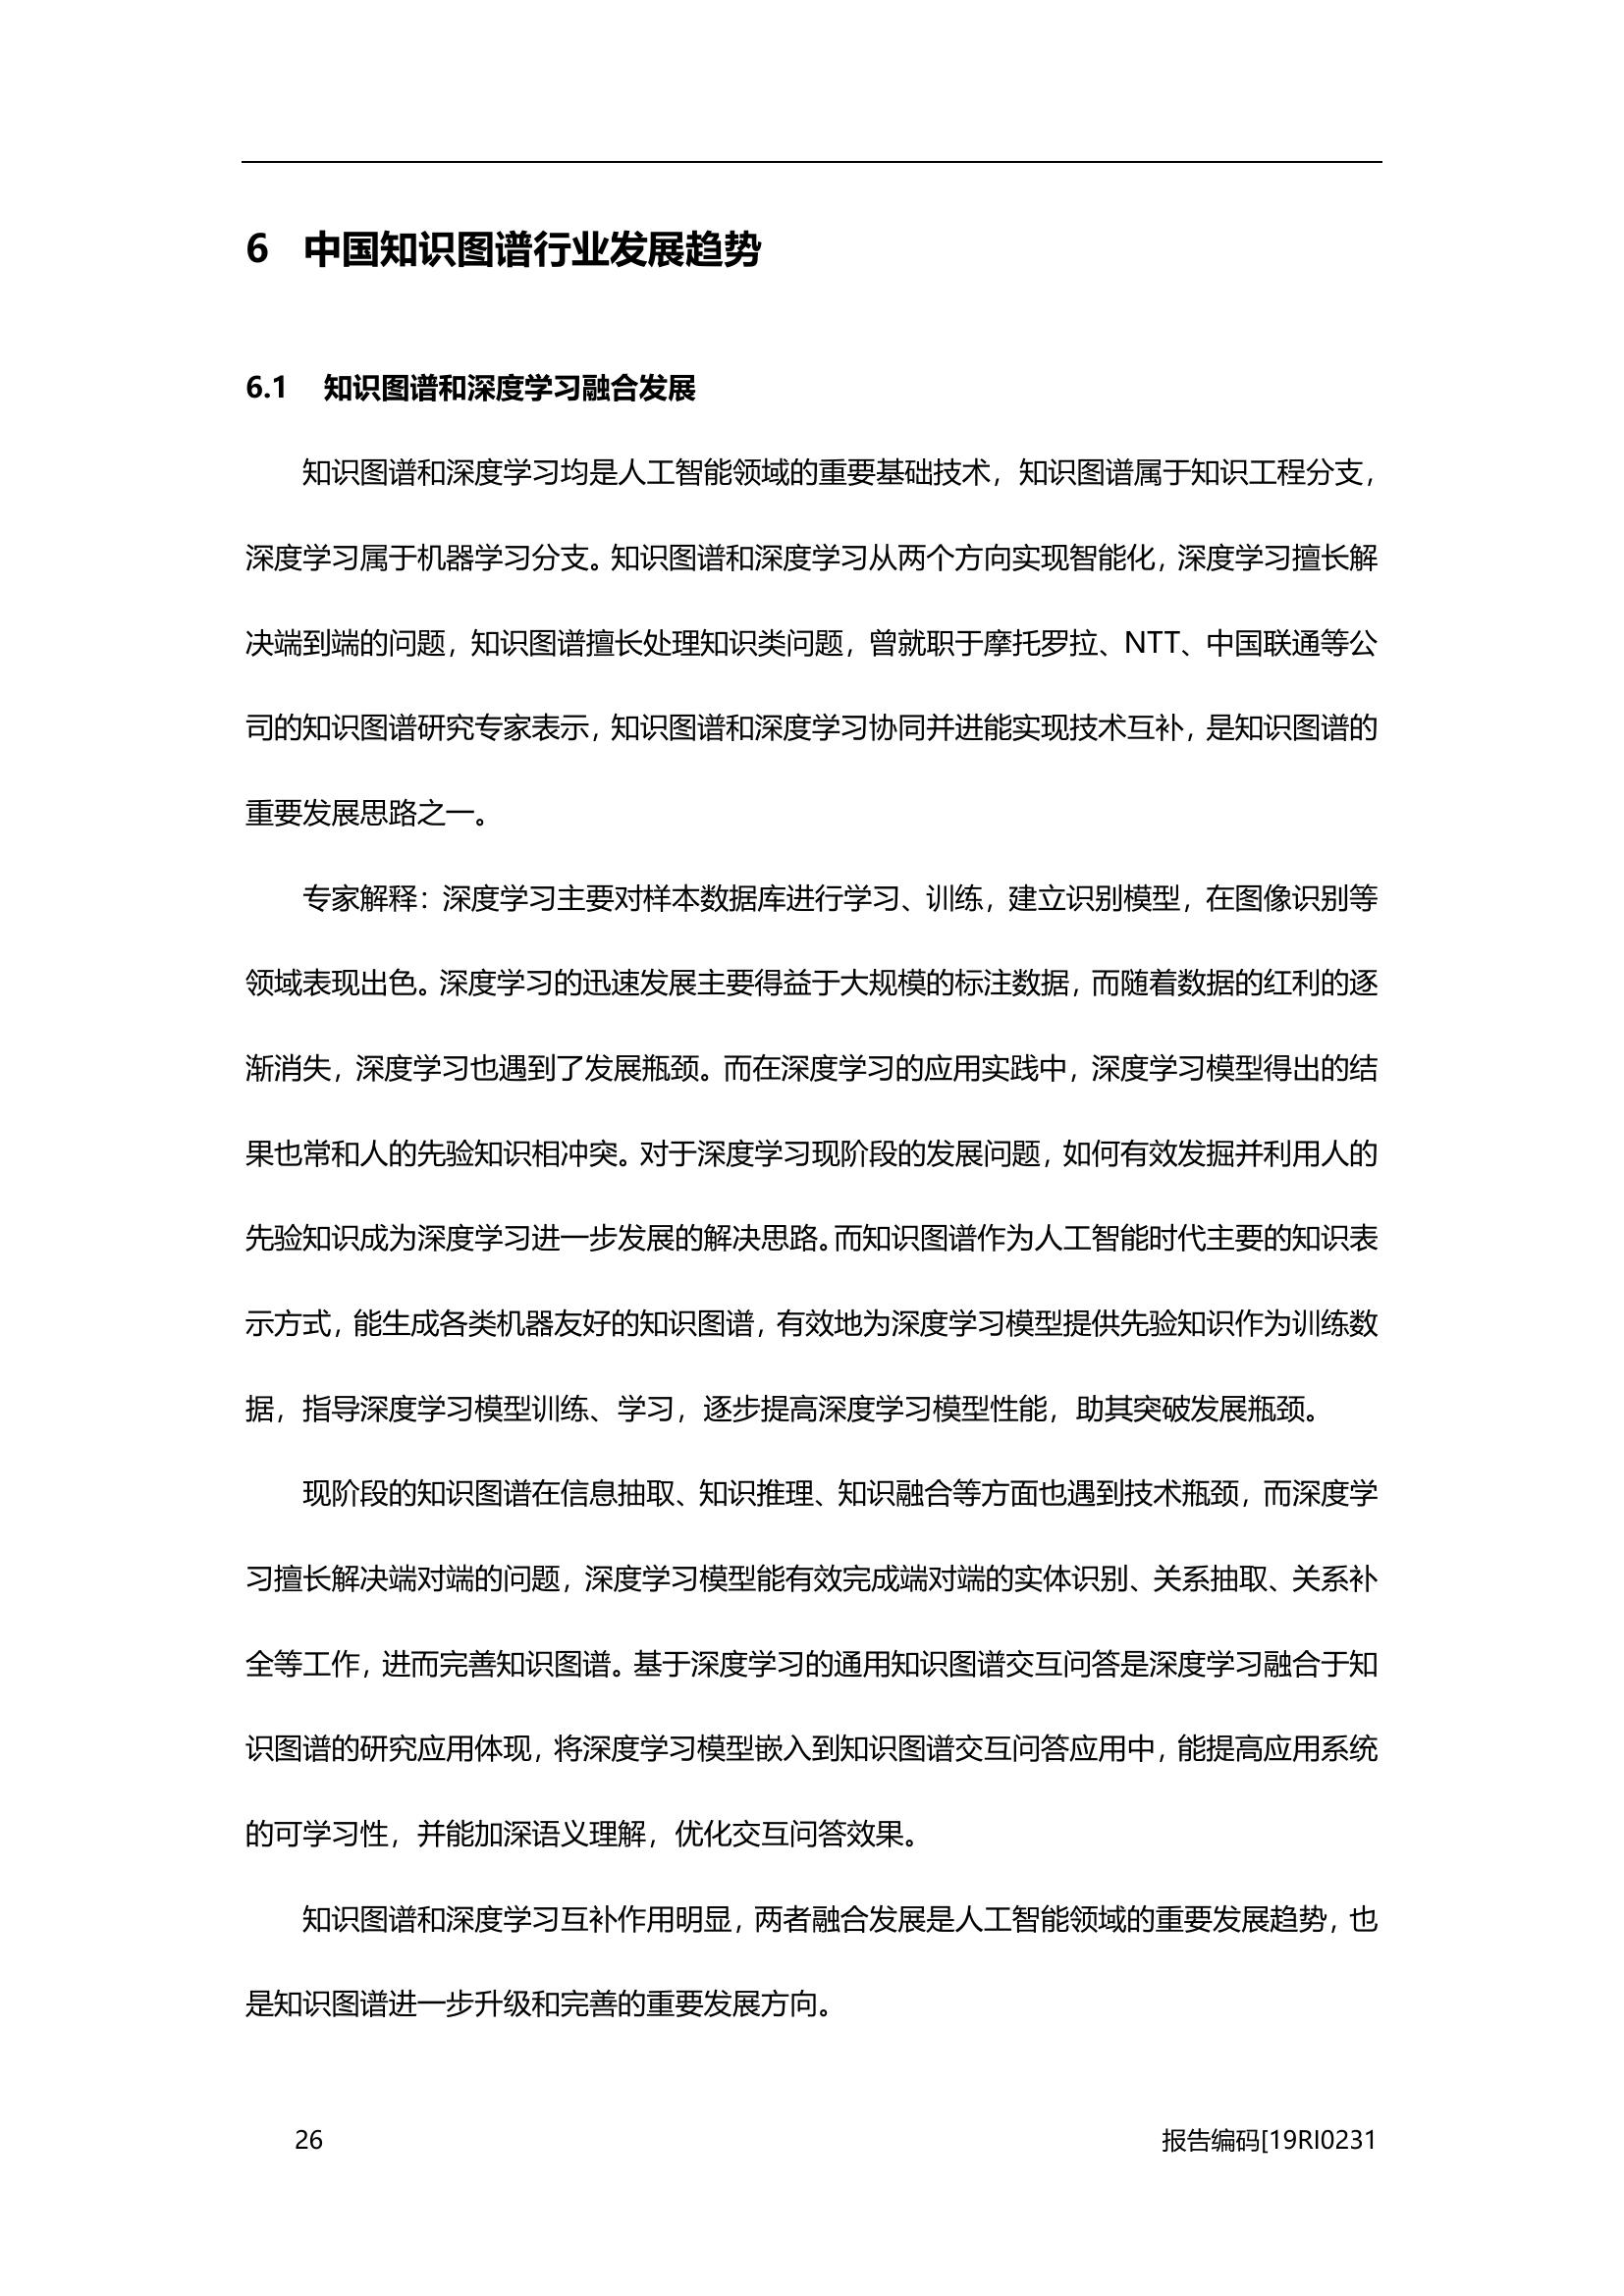 6 中国知识图谱行业发展趋势
6.1 知识图谱和深度学习融合发展
知识图谱和深度学习均是人工智能领域的重要基础技术，知识图谱属于知识工程分支，
深度学习属于机器学习分支。知识图谱和深度学习从两个方向实现智能化，深度学习擅长解
决端到端的问题，知识图谱擅长处理知识类问题，曾就职于摩托罗拉、NTT、中国联通等公
司的知识图谱研究专家表示，知识图谱和深度学习协同并进能实现技术互补，是知识图谱的
重要发展思路之一。
专家解释：深度学习主要对样本数据库进行学习、训练，建立识别模型，在图像识别等
领域表现出色。深度学习的迅速发展主要得益于大规模的标注数据，而随着数据的红利的逐
渐消失，深度学习也遇到了发展瓶颈。而在深度学习的应用实践中，深度学习模型得出的结
果也常和人的先验知识相冲突。对于深度学习现阶段的发展问题，如何有效发掘并利用人的
先验知识成为深度学习进一步发展的解决思路。而知识图谱作为人工智能时代主要的知识表
示方式，能生成各类机器友好的知识图谱，有效地为深度学习模型提供先验知识作为训练数
据，指导深度学习模型训练、学习，逐步提高深度学习模型性能，助其突破发展瓶颈。
现阶段的知识图谱在信息抽取、知识推理、知识融合等方面也遇到技术瓶颈，而深度学
习擅长解决端对端的问题，深度学习模型能有效完成端对端的实体识别、关系抽取、关系补
全等工作，进而完善知识图谱。基于深度学习的通用知识图谱交互问答是深度学习融合于知
识图谱的研究应用体现，将深度学习模型嵌入到知识图谱交互问答应用中，能提高应用系统
的可学习性，并能加深语义理解，优化交互问答效果。
知识图谱和深度学习互补作用明显，两者融合发展是人工智能领域的重要发展趋势，也
是知识图谱进一步升级和完善的重要发展方向。
26 报告编码[19RI0231